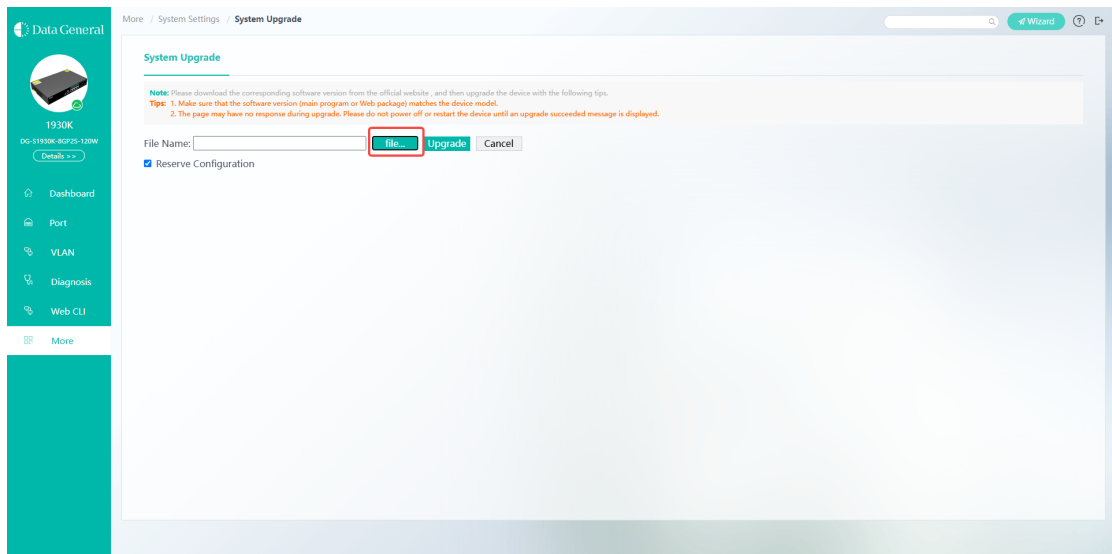 Data General
More / System Settings / System Upgrade
Wizard
System Upgrade
Note: Please download the corresponding software version from the official website , and then upgrade the device with the following tips.
Tips: 1. Make sure that the software version (main program or Web package) matches the device model.
2. The page may have no response during upgrade. Please do not power off or restart the device until an upgrade succeeded message is displayed.
1930K
DG-S1930K-8GP2S-120W
Details >>
File Name:
file...
Upgrade
Cancel
Reserve Configuration
Dashboard
Port
VLAN
Diagnosis
Web CLI
More